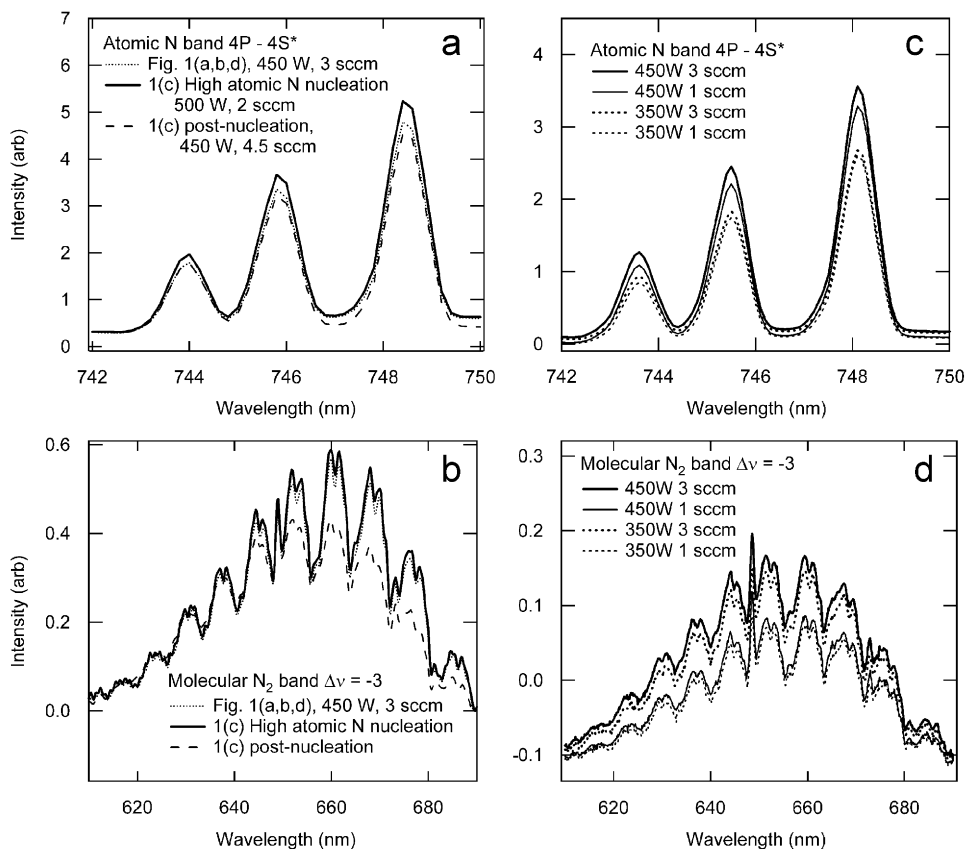 a
Atomic N band 4P - 4S*
Fig. 1(a,b,d), 450 W, 3 sccm
1(c) High atomic N nucleation
500 W, 2 sccm
1(c) post-nucleation,
450 W, 4.5 sccm
Intensity (arb)
7
6
5
4
3
2
1
0
742
744
746
748
750
Wavelength (nm)
c
Atomic N band 4P - 4S*
450W 3 sccm
450W 1 sccm
350W 3 sccm
350W 1 sccm
4
3
2
1
0
742
744
746
748
750
Wavelength (nm)
b
Intensity (arb)
0.6
0.4
0.2
0.0
Molecular N₂ band Δν = -3
Fig. 1(a,b,d), 450 W, 3 sccm
1(c) High atomic N nucleation
1(c) post-nucleation
620
640
660
680
Wavelength (nm)
d
Molecular N₂ band Δν = -3
450W 3 sccm
450W 1 sccm
350W 3 sccm
350W 1 sccm
0.3
0.2
0.1
0.0
-0.1
620
640
660
680
Wavelength (nm)